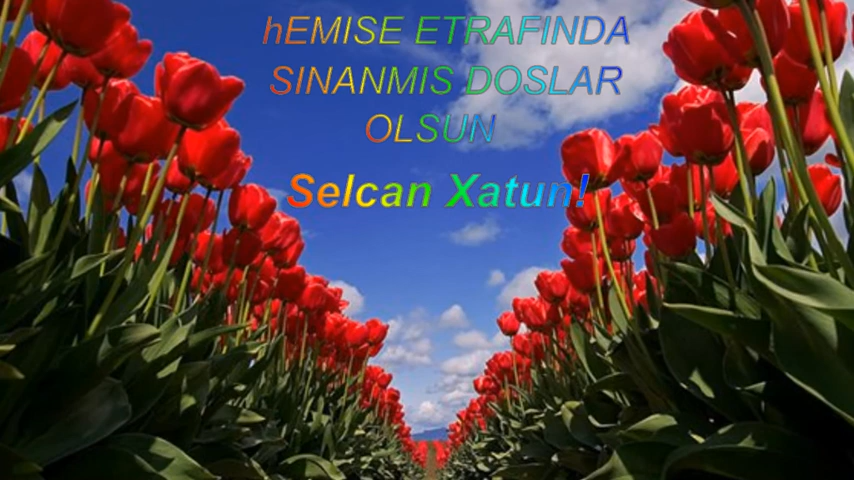 hEMISE ETRAFINDA
SINANMIS DOSLAR
OLSUN
Selcan Xatun!